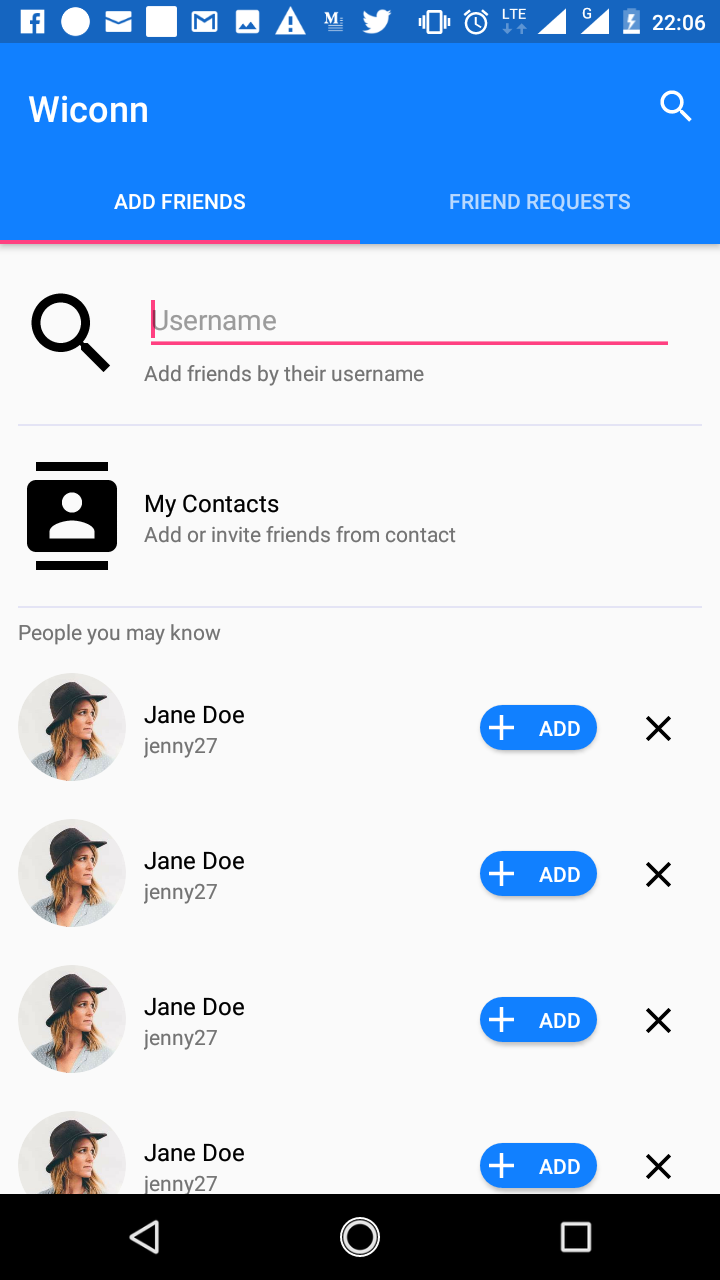 LTE
G
22:06
Wiconn
ADD FRIENDS
FRIEND REQUESTS
Username
Add friends by their username
My Contacts
Add or invite friends from contact
People you may know
Jane Doe
jenny27
ADD
Jane Doe
jenny27
ADD
Jane Doe
jenny27
ADD
Jane Doe
jenny27
ADD